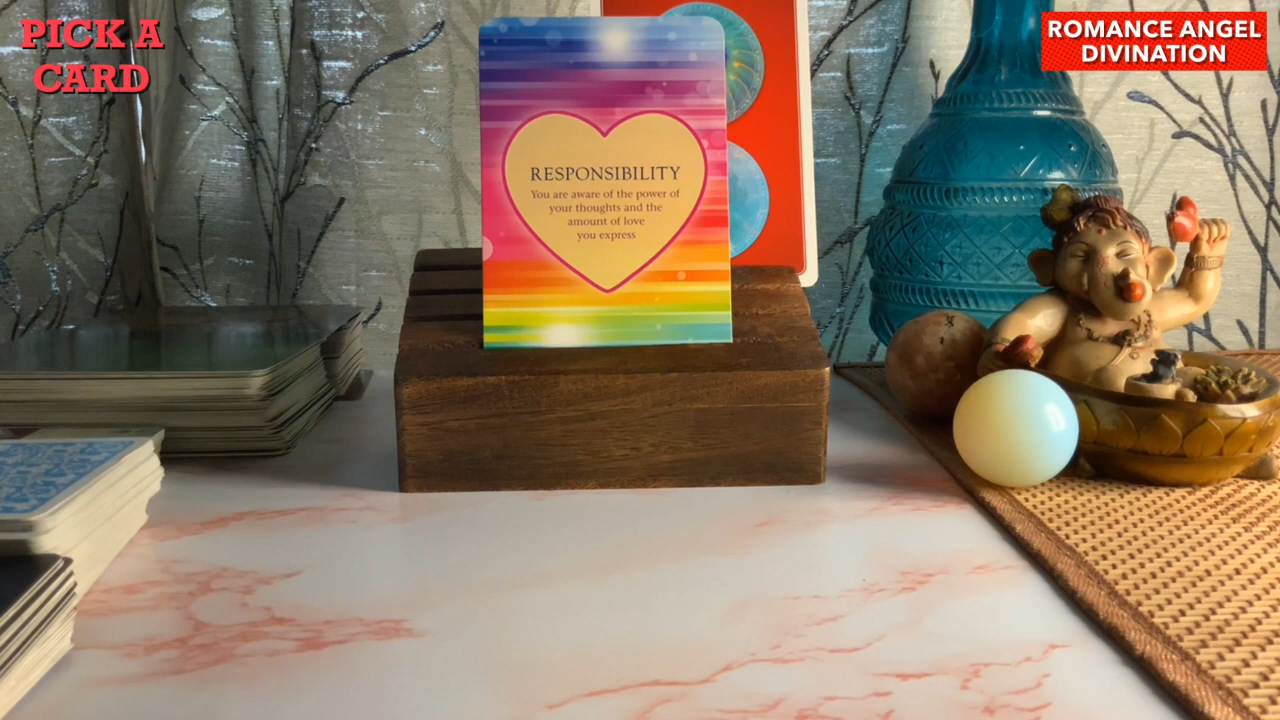 PICK A
CARD
ROMANCE ANGEL
DIVINATION
RESPONSIBILITY
You are aware of the power of
your thoughts and the
amount of love
you express